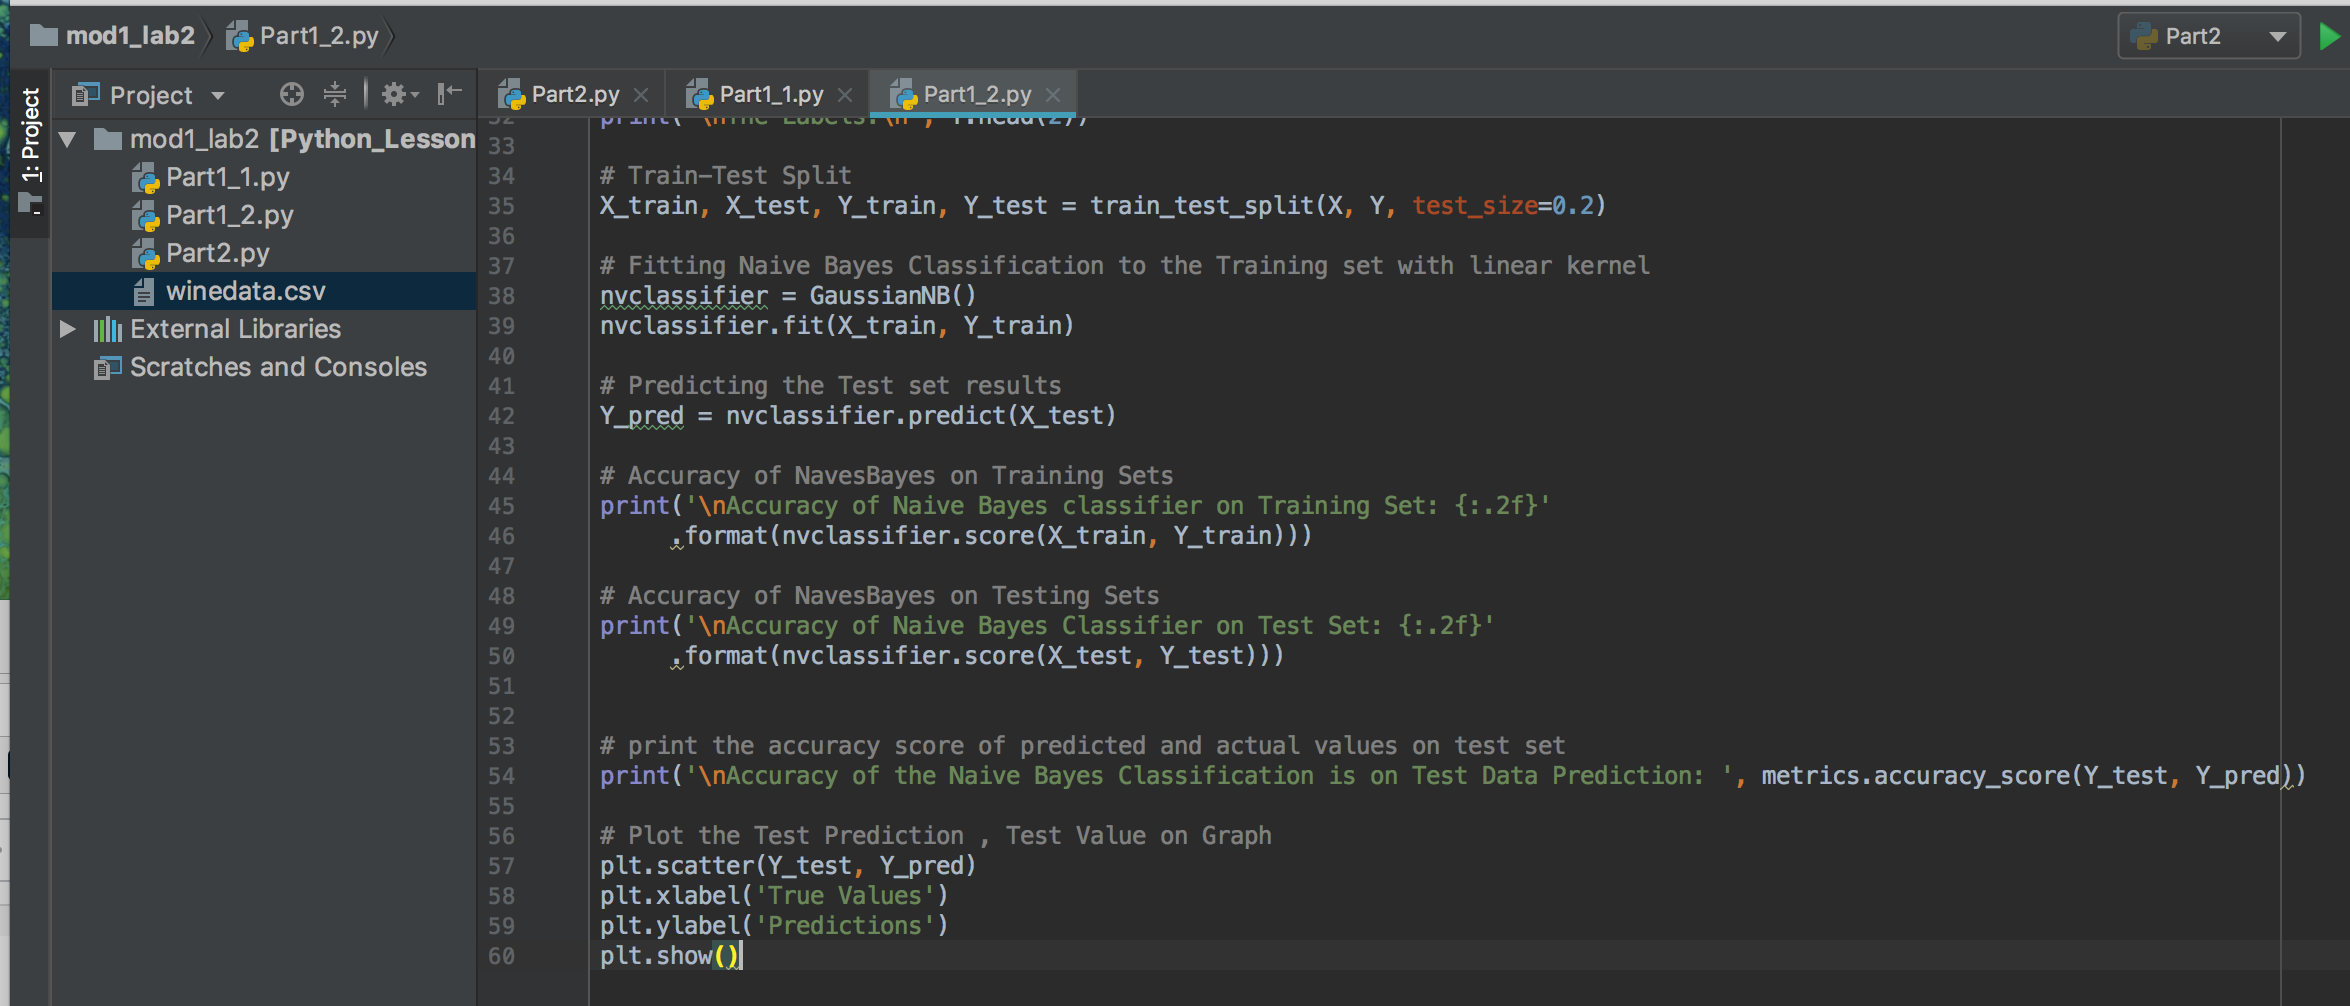 mod1_lab2 Part1_2.py Part2
1: Project
Project
Part2.py Part1_1.py Part1_2.py
mod1_lab2 [Python_Lesson
Part1_1.py
Part1_2.py
Part2.py
winedata.csv
External Libraries
Scratches and Consoles
33
34 # Train-Test Split
35 X_train, X_test, Y_train, Y_test = train_test_split(X, Y, test_size=0.2)
36
37 # Fitting Naive Bayes Classification to the Training set with linear kernel
38 nvclassifier = GaussianNB()
39 nvclassifier.fit(X_train, Y_train)
40
41 # Predicting the Test set results
42 Y_pred = nvclassifier.predict(X_test)
43
44 # Accuracy of NavesBayes on Training Sets
45 print('\nAccuracy of Naive Bayes classifier on Training Set: {:.2f}'
46 .format(nvclassifier.score(X_train, Y_train)))
47
48 # Accuracy of NavesBayes on Testing Sets
49 print('\nAccuracy of Naive Bayes Classifier on Test Set: {:.2f}'
50 .format(nvclassifier.score(X_test, Y_test)))
51
52
53 # print the accuracy score of predicted and actual values on test set
54 print('\nAccuracy of the Naive Bayes Classification is on Test Data Prediction: ', metrics.accuracy_score(Y_test, Y_pred))
55
56 # Plot the Test Prediction , Test Value on Graph
57 plt.scatter(Y_test, Y_pred)
58 plt.xlabel('True Values')
59 plt.ylabel('Predictions')
60 plt.show()